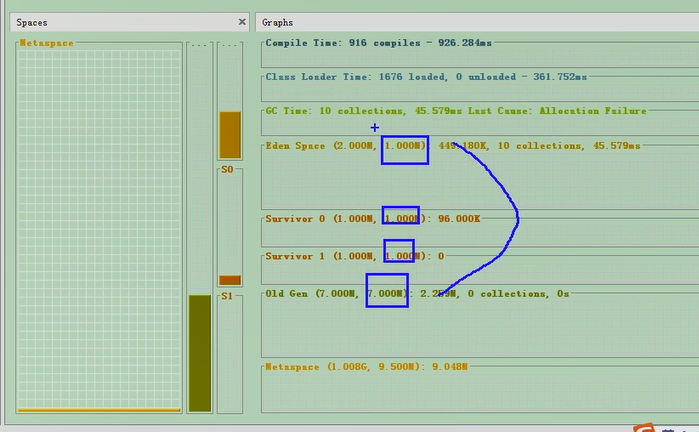 Spaces
Graphs
Metaspace
...
...
S0
S1
Compile Time: 916 compiles - 926.284ms
Class Loader Time: 1676 loaded, 0 unloaded - 361.752ms
GC Time: 10 collections, 45.579ms Last Cause: Allocation Failure
Eden Space (2.000M, 1.000M): 449.180K, 10 collections, 45.579ms
Survivor 0 (1.000M, 1.000M): 96.000K
Survivor 1 (1.000M, 1.000M): 0
Old Gen (7.000M, 7.000M): 2.259M, 0 collections, 0s
Metaspace (1.008G, 9.500M): 9.048M